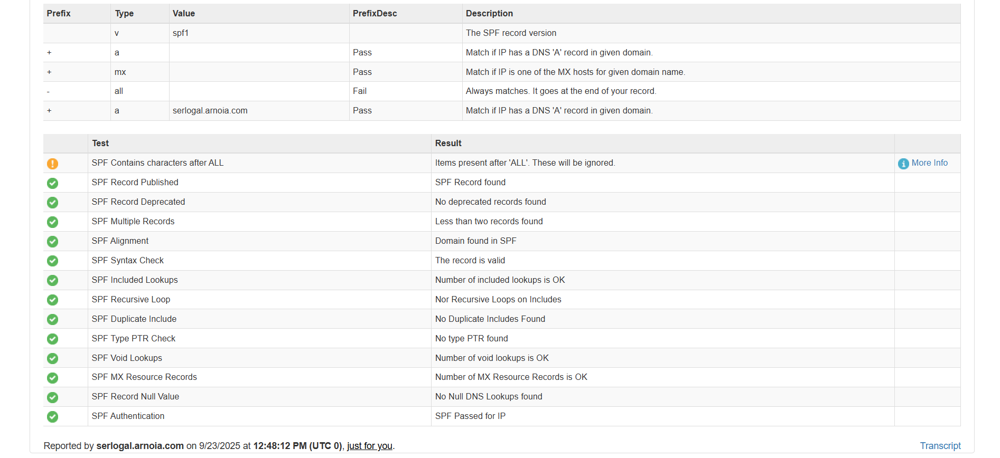 Prefix Type Value PrefixDesc Description
v spf1 The SPF record version
+ a Pass Match if IP has a DNS 'A' record in given domain.
+ mx Pass Match if IP is one of the MX hosts for given domain name.
- all Fail Always matches. It goes at the end of your record.
+ a serlogal.arnoia.com Pass Match if IP has a DNS 'A' record in given domain.
Test Result
SPF Contains characters after ALL Items present after 'ALL'. These will be ignored. More Info
SPF Record Published SPF Record found
SPF Record Deprecated No deprecated records found
SPF Multiple Records Less than two records found
SPF Alignment Domain found in SPF
SPF Syntax Check The record is valid
SPF Included Lookups Number of included lookups is OK
SPF Recursive Loop Nor Recursive Loops on Includes
SPF Duplicate Include No Duplicate Includes Found
SPF Type PTR Check No type PTR found
SPF Void Lookups Number of void lookups is OK
SPF MX Resource Records Number of MX Resource Records is OK
SPF Record Null Value No Null DNS Lookups found
SPF Authentication SPF Passed for IP
Reported by serlogal.arnoia.com on 9/23/2025 at 12:48:12 PM (UTC 0), just for you. Transcript